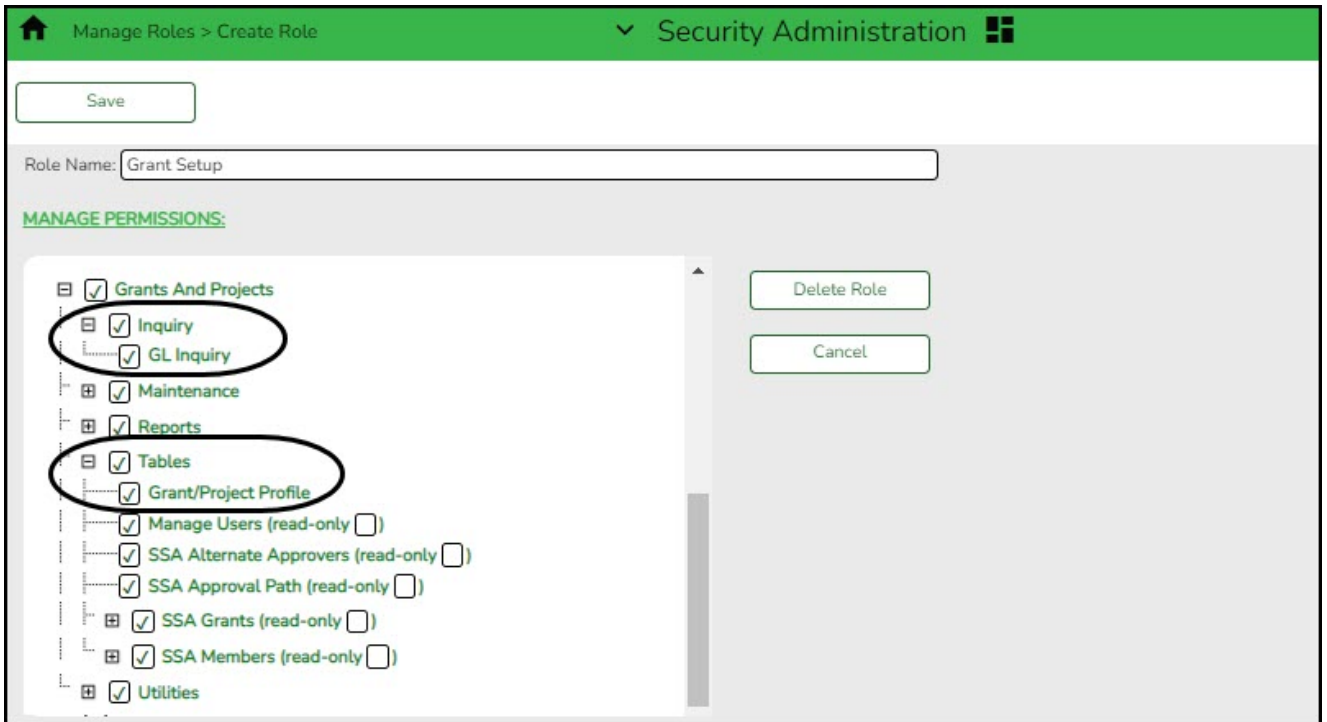 Manage Roles > Create Role
Security Administration
Save
Role Name: Grant Setup
MANAGE PERMISSIONS:
Grants And Projects
Inquiry
GL Inquiry
Maintenance
Reports
Tables
Grant/Project Profile
Manage Users (read-only )
SSA Alternate Approvers (read-only )
SSA Approval Path (read-only )
SSA Grants (read-only )
SSA Members (read-only )
Utilities
Delete Role
Cancel